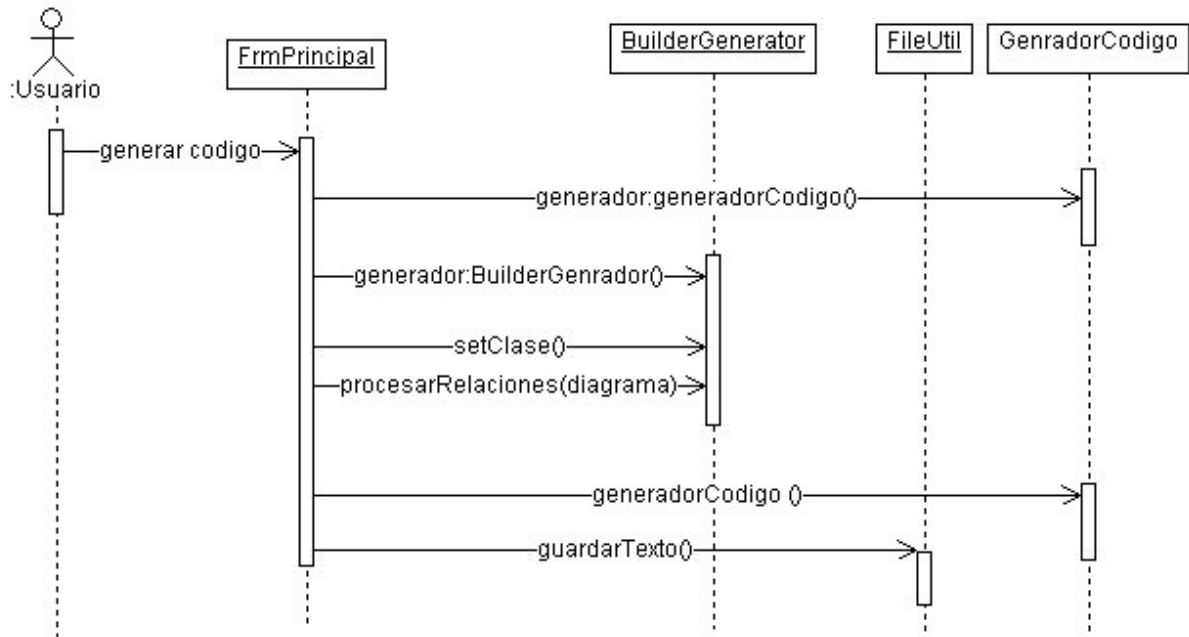 BuilderGenerator
FileUtil
GenradorCodigo
FrmPrincipal
:Usuario
generar codigo
generador:generadorCodigo()
generador:BuilderGenrador()
setClase()
procesarRelaciones(diagrama)
generadorCodigo ()
guardarTexto()